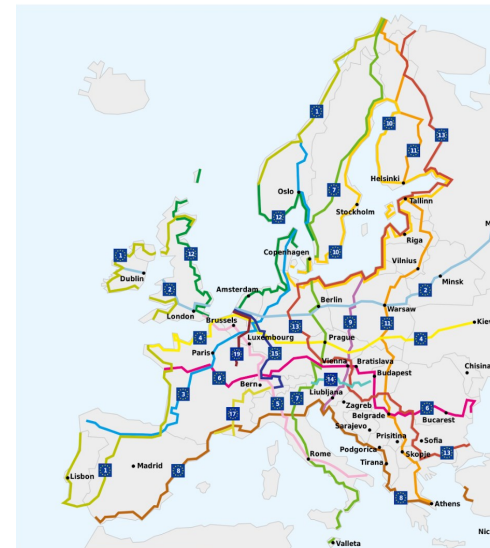 1
13
10
11
Helsinki
7
Oslo
12
Stockholm
Tallinn
10
Riga
1
12
Copenhagen
Vilnius
Dublin
2
Amsterdam
Berlin
2
Minsk
M
London
Warsaw
Brussels
13
9
11
Kiev
4
Luxembourg
Prague
4
Paris
19
15
Vienna
Bratislava
Chisina
6
14
Budapest
Bern
3
5
7
Ljubljana
Zagreb
6
17
Belgrade
Bucarest
Sarajevo
Prisitina
Sofia
Podgorica
Skopje
13
Madrid
Rome
Tirana
Lisbon
1
8
8
Athens
Nic
Valleta